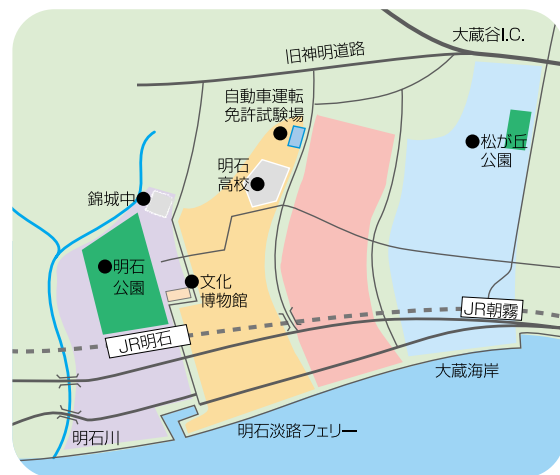 大蔵谷I.C.
旧神明道路
自動車運転
免許試験場
松が丘
公園
明石
高校
錦城中
明石
公園
文化
博物館
JR朝霧
JR明石
大蔵海岸
明石淡路フェリー
明石川